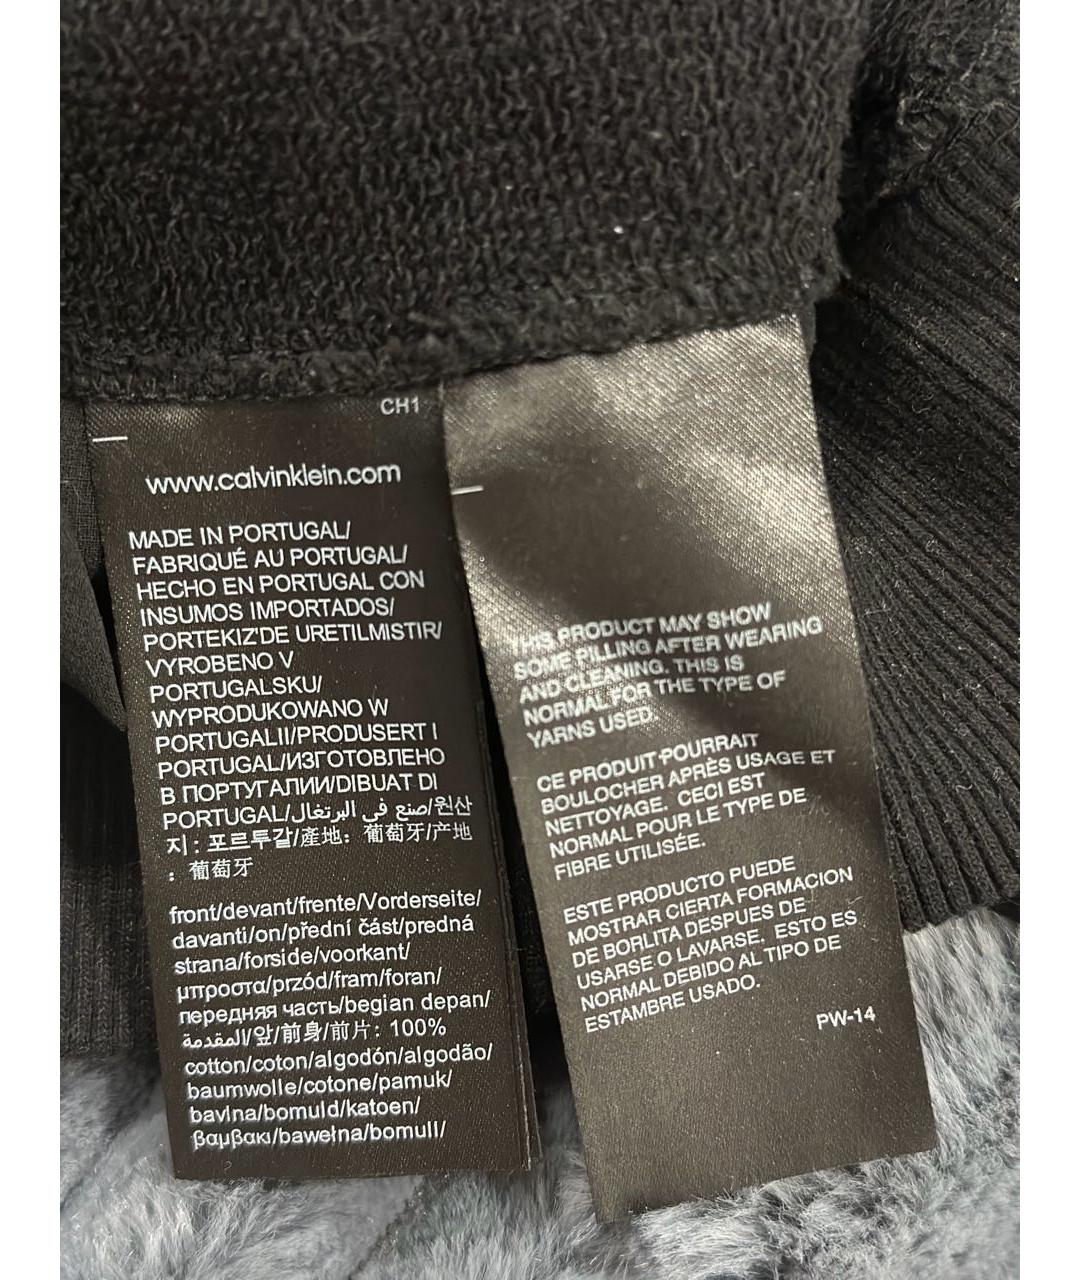 CH1
www.calvinklein.com
MADE IN PORTUGAL/
FABRIQUÉ AU PORTUGAL/
HECHO EN PORTUGAL CON
INSUMOS IMPORTADOS/
PORTEKIZ'DE URETILMISTIR/
VYROBENO V
PORTUGALSKU/
WYPRODUKOWANO W
PORTUGALII/PRODUSERT I
PORTUGAL/ИЗГОТОВЛЕНО
В ПОРТУГАЛИИ/DIBUAT DI
PORTUGAL/صنع في البرتغال/원산
지: 포르투갈/產地: 葡萄牙/产地
: 葡萄牙
front/devant/frente/Vorderseite/
davanti/on/přední část/predná
strana/forside/voorkant/
μπροστα/przód/fram/foran/
передняя часть/begian depan/
المقدمة/앞/前身/前片: 100%
cotton/coton/algodón/algodão/
baumwolle/cotone/pamuk/
bavlna/bomuld/katoen/
βαμβακι/bawełna/bomull/
THIS PRODUCT MAY SHOW
SOME PILLING AFTER WEARING
AND CLEANING. THIS IS
NORMAL FOR THE TYPE OF
YARNS USED.
CE PRODUIT POURRAIT
BOULOCHER APRÈS USAGE ET
NETTOYAGE. CECI EST
NORMAL POUR LE TYPE DE
FIBRE UTILISÉE.
ESTE PRODUCTO PUEDE
MOSTRAR CIERTA FORMACION
DE BORLITA DESPUES DE
USARSE O LAVARSE. ESTO ES
NORMAL DEBIDO AL TIPO DE
ESTAMBRE USADO.
PW-14